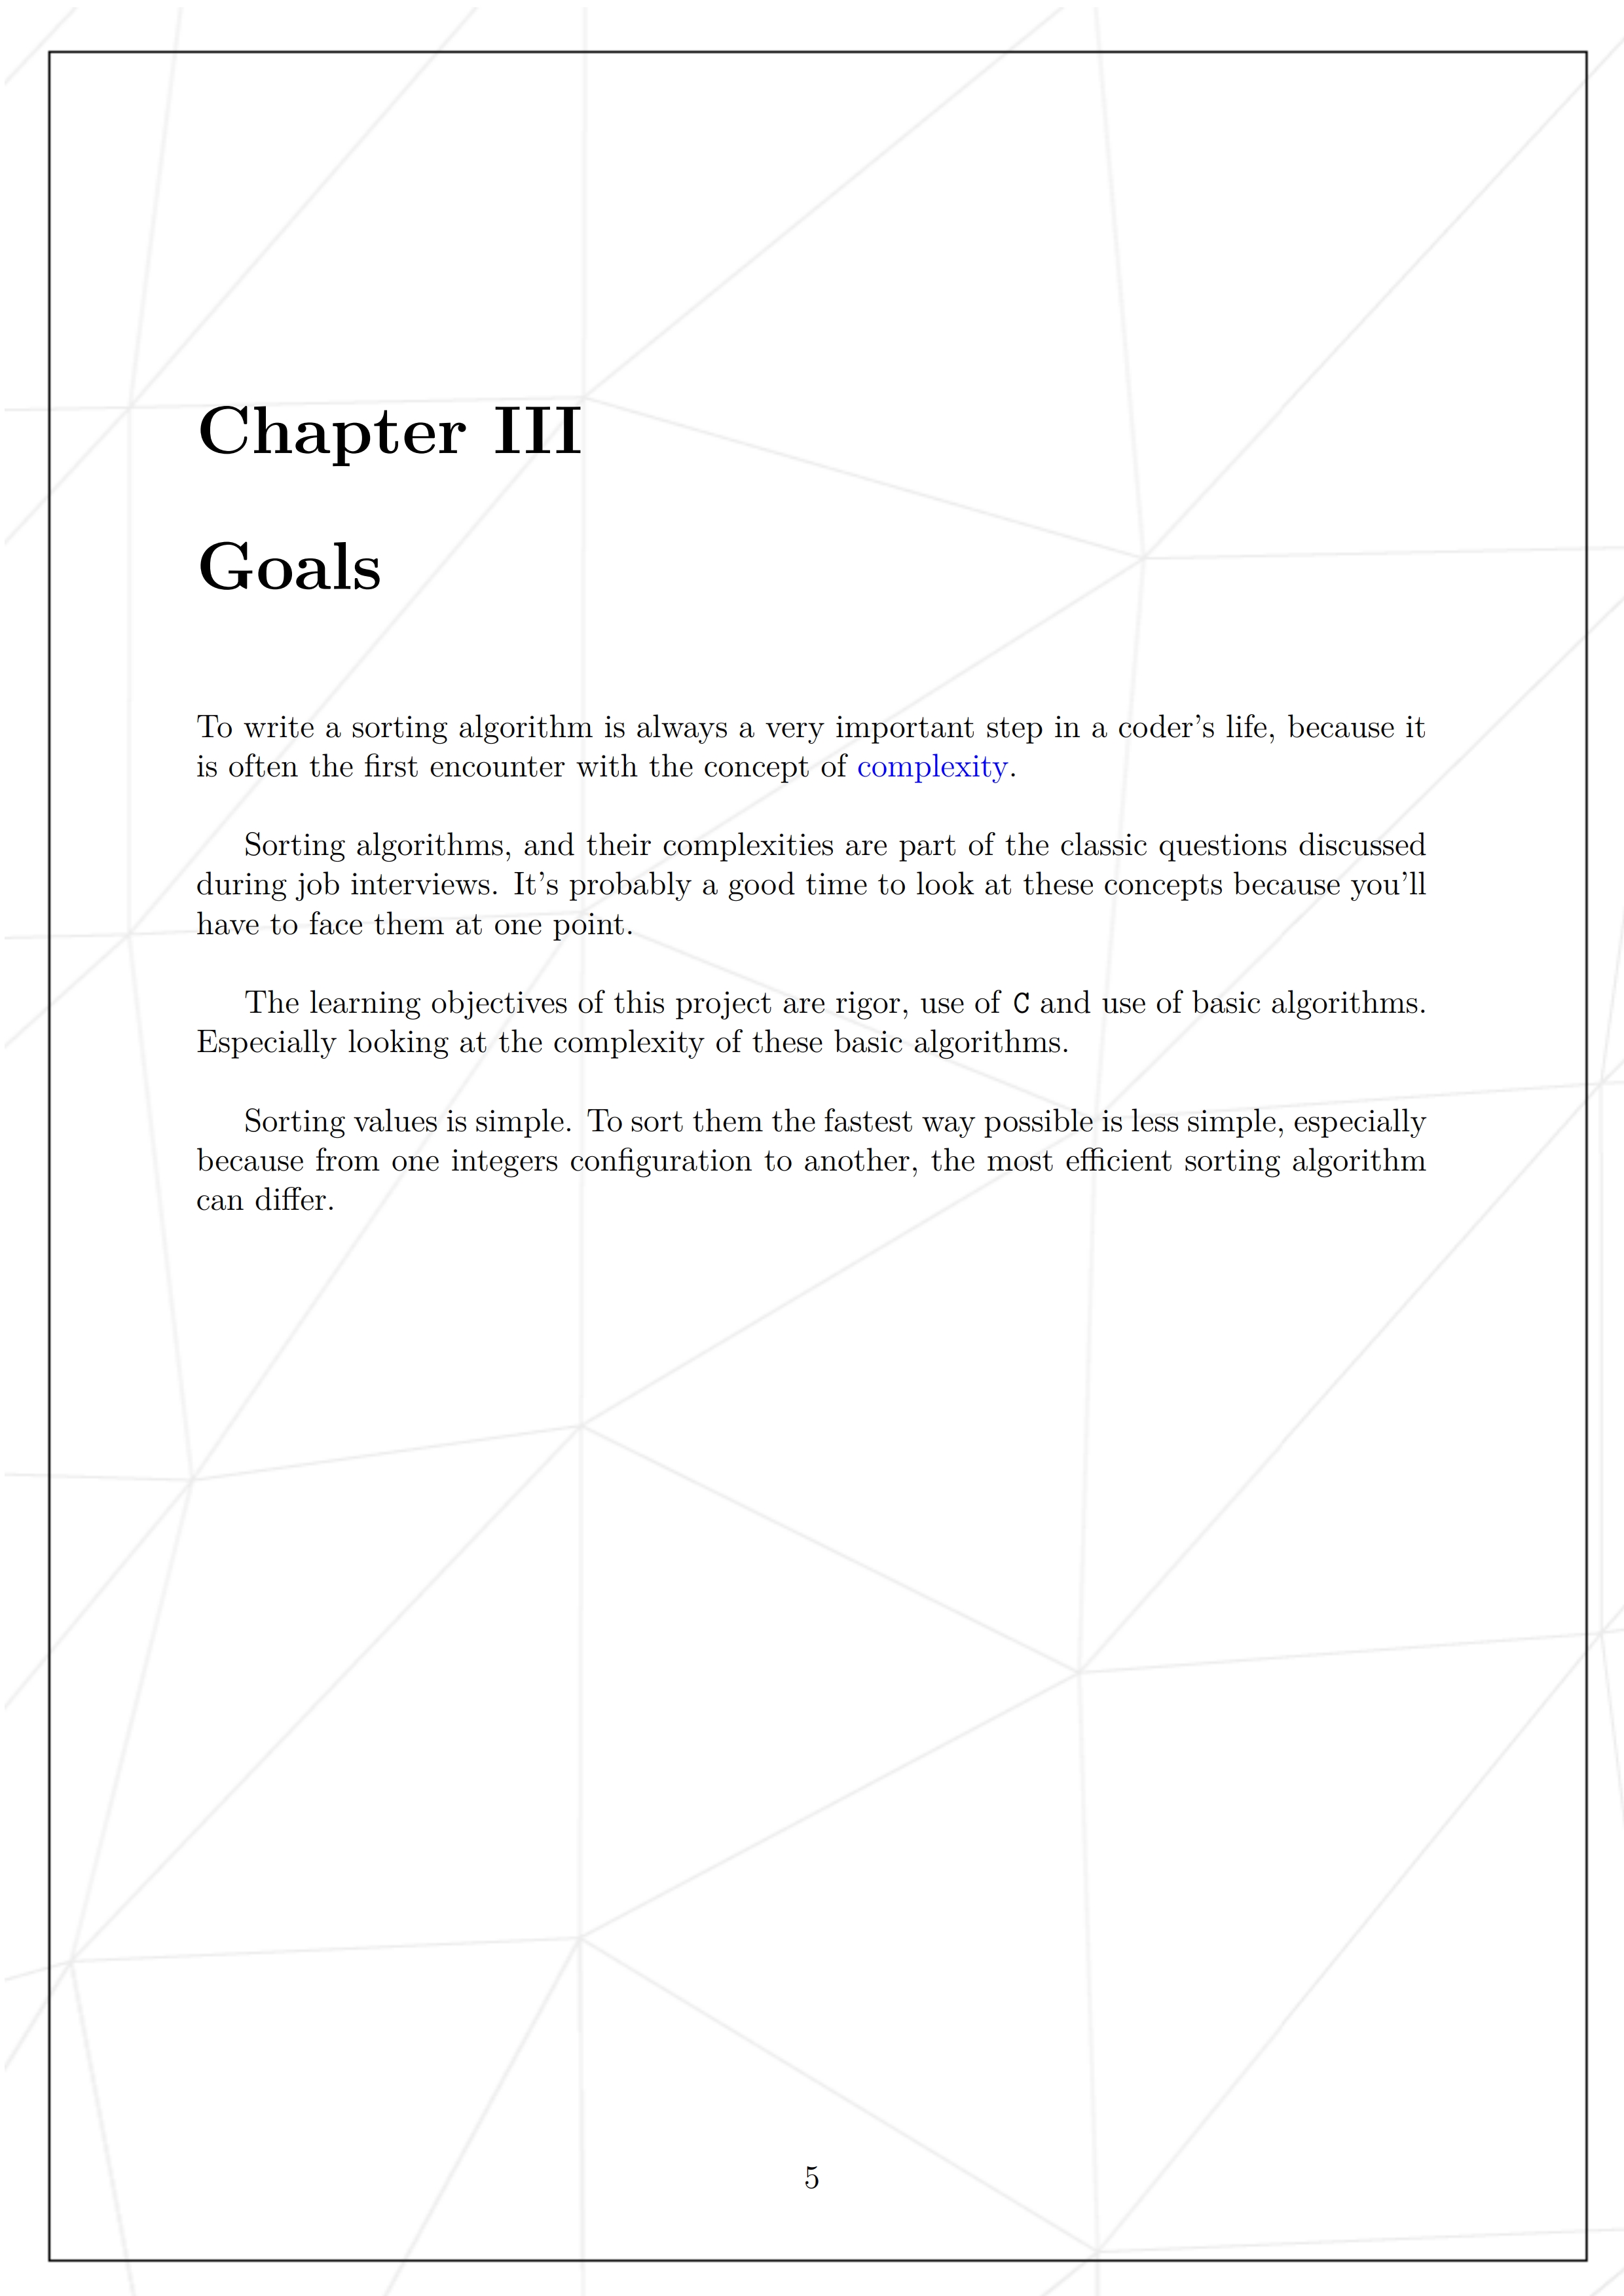 Chapter III
Goals
To write a sorting algorithm is always a very important step in a coder's life, because it
is often the first encounter with the concept of complexity.
Sorting algorithms, and their complexities are part of the classic questions discussed
during job interviews. It's probably a good time to look at these concepts because you'll
have to face them at one point.
The learning objectives of this project are rigor, use of C and use of basic algorithms.
Especially looking at the complexity of these basic algorithms.
Sorting values is simple. To sort them the fastest way possible is less simple, especially
because from one integers configuration to another, the most efficient sorting algorithm
can differ.
5